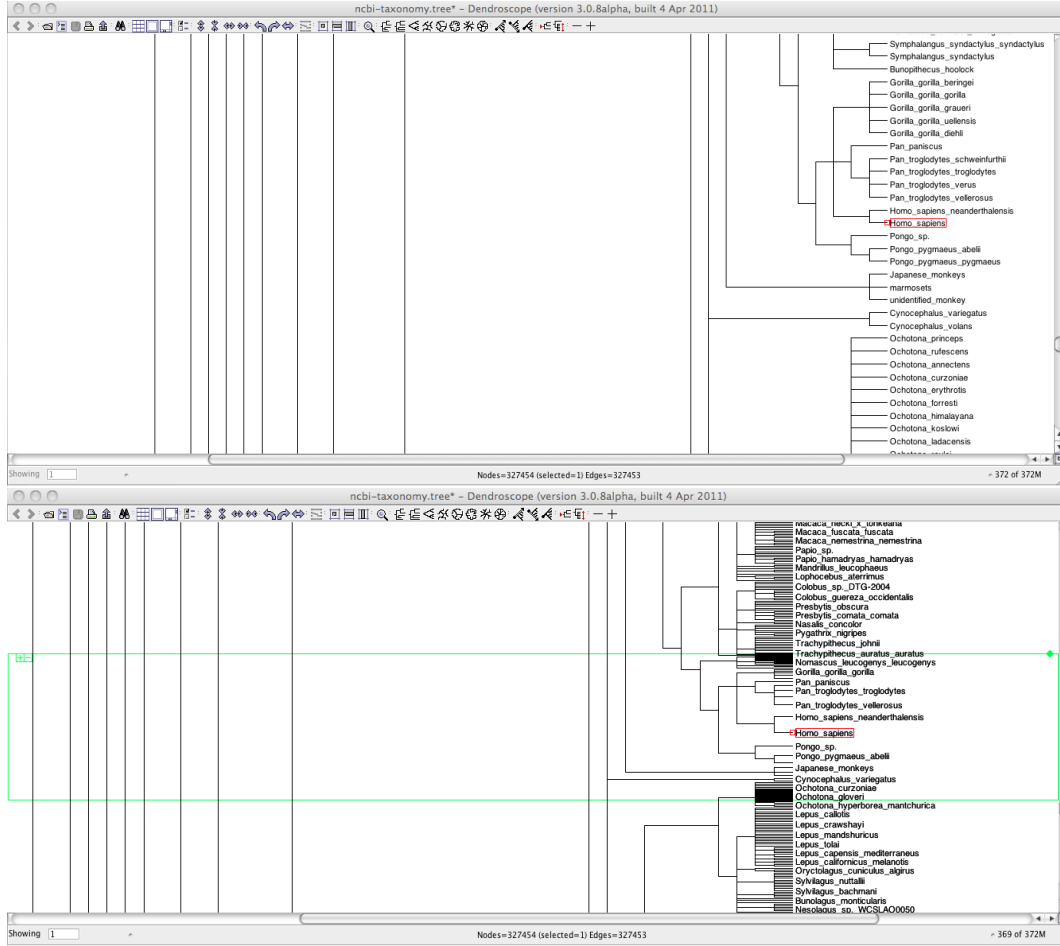 ncbi-taxonomy.tree* - Dendroscope (version 3.0.8alpha, built 4 Apr 2011)
Symphalangus_syndactylus_syndactylus
Symphalangus_syndactylus
Bunopithecus_hoolock
Gorilla_gorilla_beringei
Gorilla_gorilla_gorilla
Gorilla_gorilla_graueri
Gorilla_gorilla_uellensis
Gorilla_gorilla_diehli
Pan_paniscus
Pan_troglodytes_schweinfurthii
Pan_troglodytes_troglodytes
Pan_troglodytes_verus
Pan_troglodytes_vellerosus
Homo_sapiens_neanderthalensis
Homo_sapiens
Pongo_sp.
Pongo_pygmaeus_abelii
Pongo_pygmaeus_pygmaeus
Japanese_monkeys
marmosets
unidentified_monkey
Cynocephalus_variegatus
Cynocephalus_volans
Ochotona_princeps
Ochotona_rufescens
Ochotona_annectens
Ochotona_curzoniae
Ochotona_erythrotis
Ochotona_forresti
Ochotona_himalayana
Ochotona_koslowi
Ochotona_ladacensis
Showing 1 Nodes=327454 (selected=1) Edges=327453 372 of 372M
ncbi-taxonomy.tree* - Dendroscope (version 3.0.8alpha, built 4 Apr 2011)
Macaca_hecki_x_tonkeana
Macaca_fuscata_fuscata
Macaca_nemestrina_nemestrina
Papio_sp.
Papio_hamadryas_hamadryas
Mandrillus_leucophaeus
Lophocebus_aterrimus
Colobus_sp._DTG-2004
Colobus_guereza_occidentalis
Presbytis_obscura
Presbytis_comata_comata
Nasalis_concolor
Pygathrix_nigripes
Trachypithecus_johnii
Trachypithecus_auratus_auratus
Nomascus_leucogenys_leucogenys
Gorilla_gorilla_gorilla
Pan_paniscus
Pan_troglodytes_troglodytes
Pan_troglodytes_vellerosus
Homo_sapiens_neanderthalensis
Homo_sapiens
Pongo_sp.
Pongo_pygmaeus_abelii
Japanese_monkeys
Cynocephalus_variegatus
Ochotona_curzoniae
Ochotona_gloveri
Ochotona_hyperborea_mantchurica
Lepus_callotis
Lepus_crawshayi
Lepus_mandshuricus
Lepus_tolai
Lepus_capensis_mediterraneus
Lepus_californicus_melanotis
Oryctolagus_cuniculus_algirus
Sylvilagus_nuttallii
Sylvilagus_bachmani
Bunolagus_monticularis
Nesolagus_sp._WCSLAO0050
Showing 1 Nodes=327454 (selected=1) Edges=327453 369 of 372M